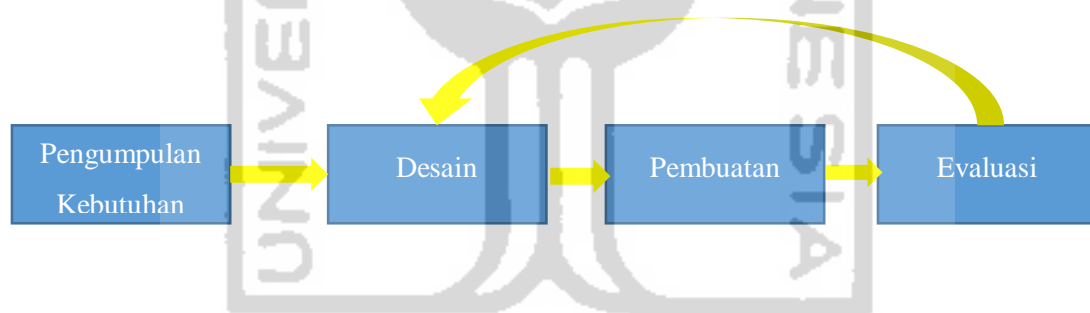 Pengumpulan
Kebutuhan
Desain
Pembuatan
Evaluasi